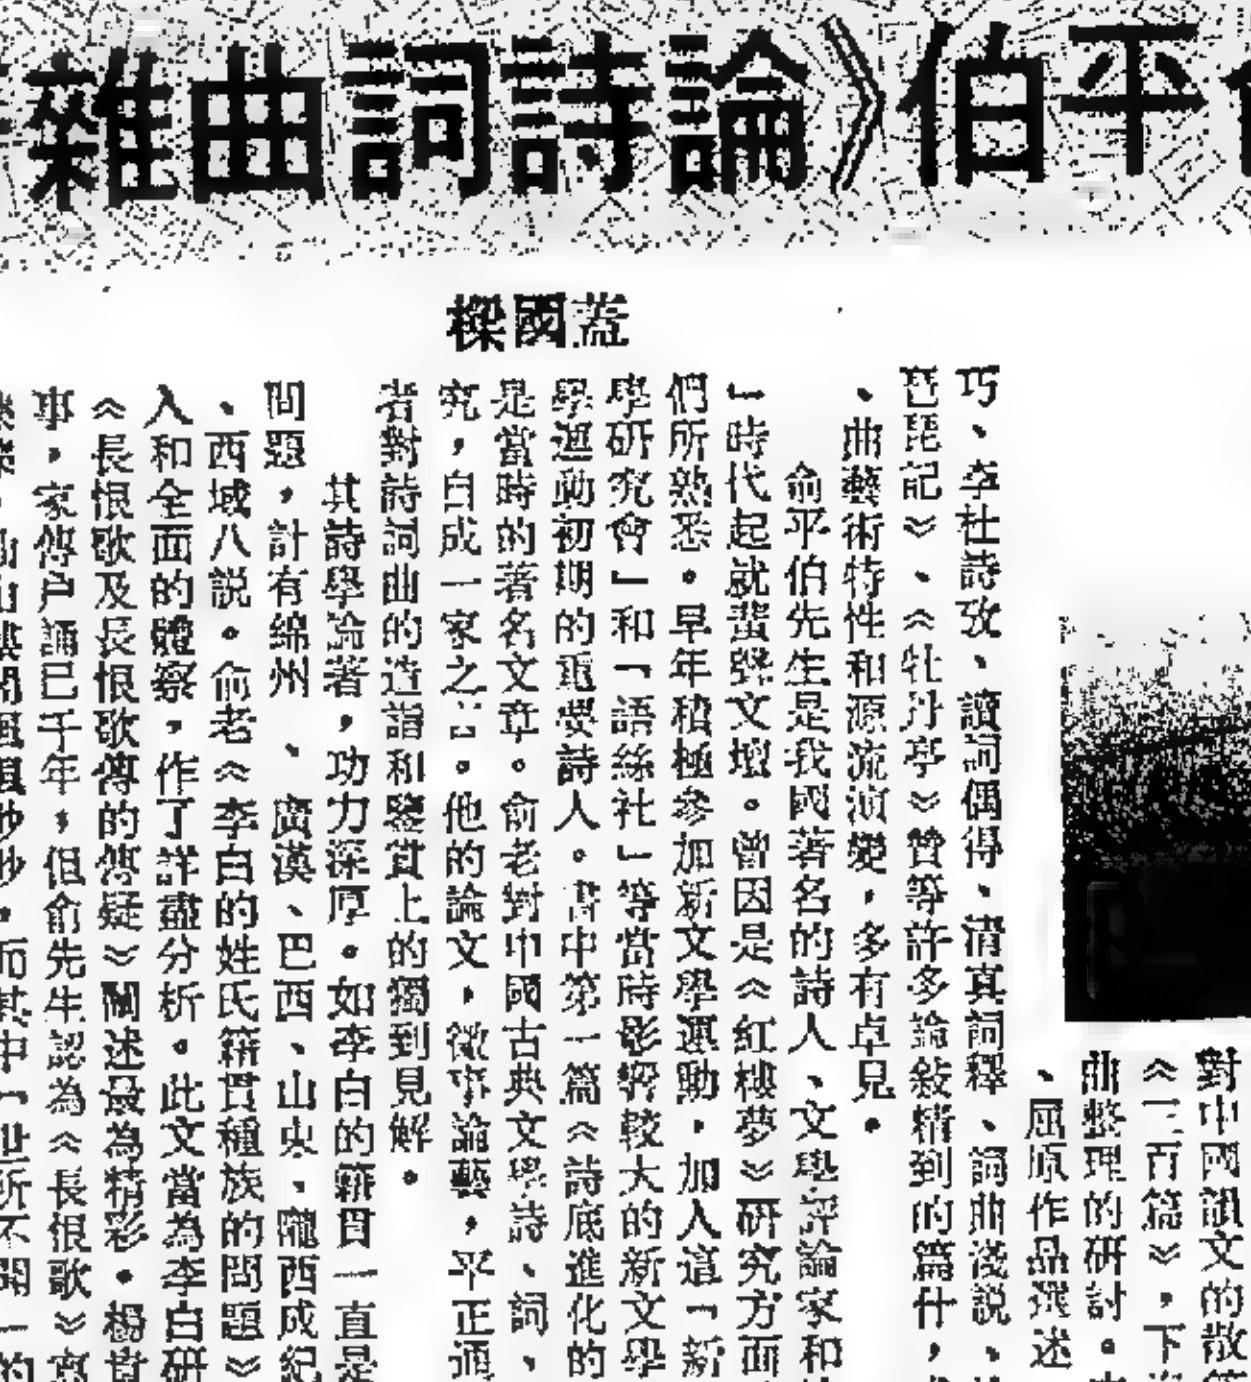 平伯《論詩詞曲雜
蓋國樑
對中國韻文的散
《三百篇》,下
曲整理的研討。
、屈原作品選述
巧、李杜詩攷、讀詞偶得、清真詞釋、詞曲淺説、
琵琶記》、《牡丹亭》贊等許多論敍精到的篇什,
、曲藝術特性和源流演變,多有卓見。
俞平伯先生是我國著名的詩人、文學評論家和
」時代起就蜚聲文壇。曾因是《紅樓夢》研究方面
們所熟悉。早年積極參加新文學運動,加入這「新
學研究會」和「語絲社」等當時影響較大的新文學
學運動初期的重要詩人。書中第一篇《詩底進化的
是當時的著名文章。俞老對中國古典文學詩、詞、
究,自成一家之言。他的論文,徵事論藝,平正通
者對詩詞曲的造詣和鑒賞上的獨到見解。
其詩學論著,功力深厚。如李白的籍貫一直是
問題,計有綿州、廣漢、巴西、山東、隴西成紀
、西域八説。俞老《李白的姓氏籍貫種族的問題》
入和全面的體察,作了詳盡分析。此文當為李白研
《長恨歌及長恨歌傳的傳疑》闡述最為精彩。楊貴
事,家傳户誦已千年,但俞先生認為《長恨歌》寓